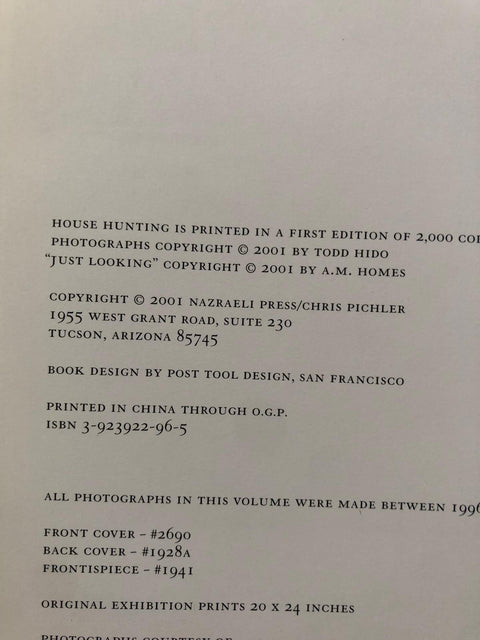 HOUSE HUNTING IS PRINTED IN A FIRST EDITION OF 2,000
PHOTOGRAPHS COPYRIGHT © 2001 BY TODD HIDO
"JUST LOOKING" COPYRIGHT © 2001 BY A.M. HOMES
COPYRIGHT © 2001 NAZRAELI PRESS/CHRIS PICHLER
1955 WEST GRANT ROAD, SUITE 230
TUCSON, ARIZONA 85745
BOOK DESIGN BY POST TOOL DESIGN, SAN FRANCISCO
PRINTED IN CHINA THROUGH O.G.P.
ISBN 3-923922-96-5
ALL PHOTOGRAPHS IN THIS VOLUME WERE MADE BETWEEN 1996
FRONT COVER – #2690
BACK COVER – #1928A
FRONTISPIECE – #1941
ORIGINAL EXHIBITION PRINTS 20 X 24 INCHES
PHOTOGRAPHS COURTESY OF